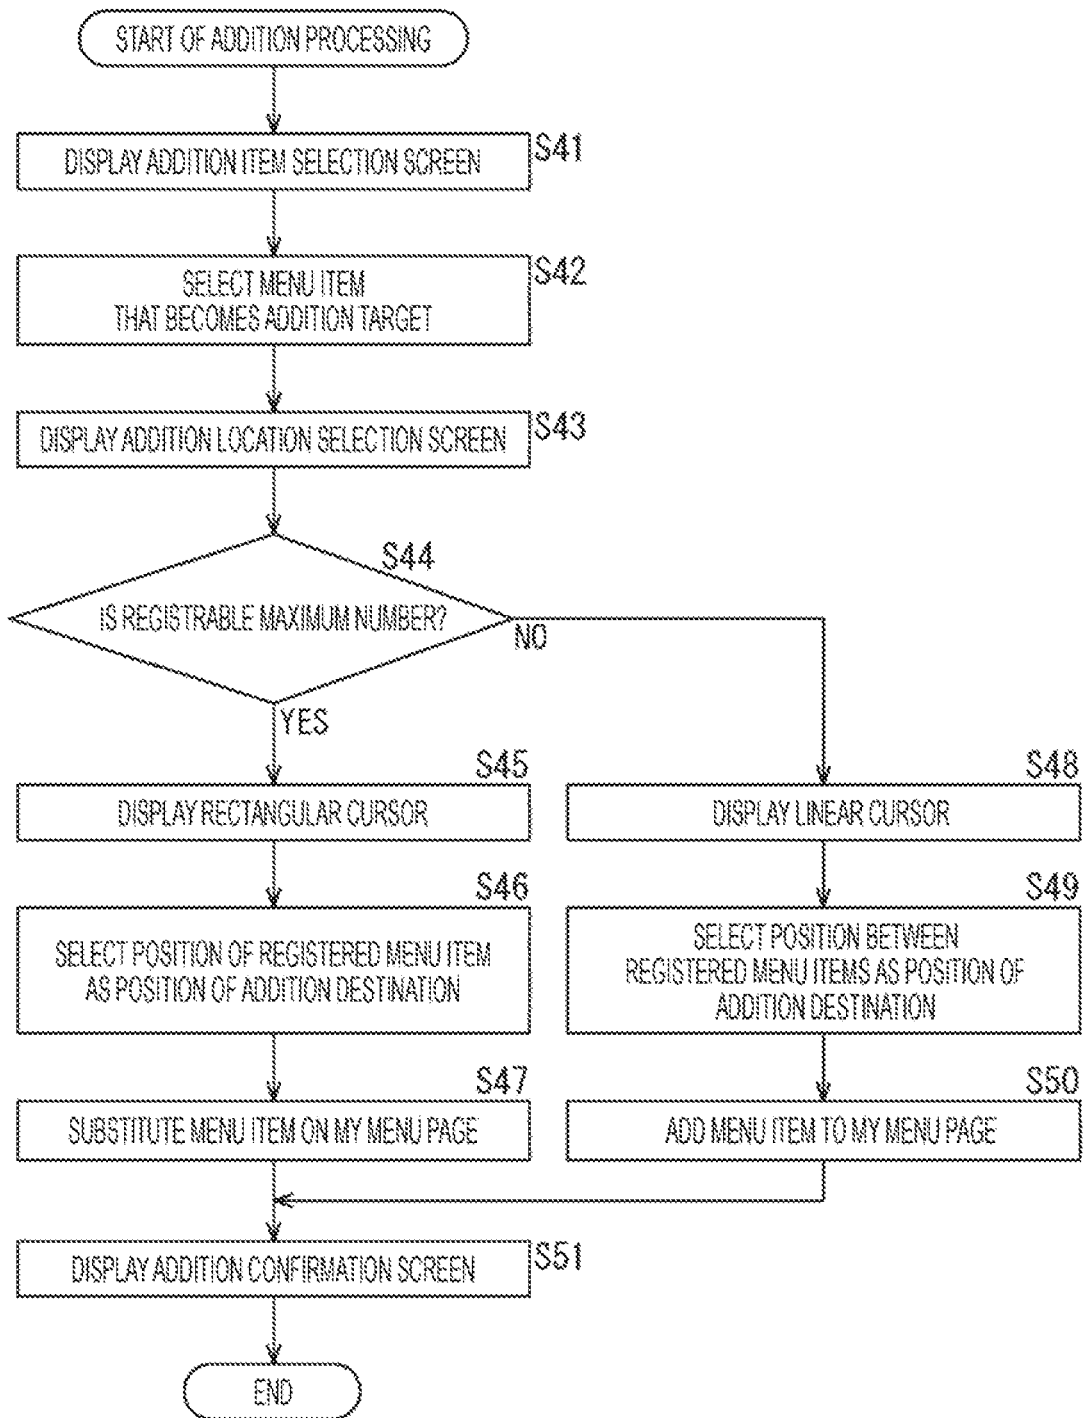 START OF ADDITION PROCESSING
DISPLAY ADDITION ITEM SELECTION SCREEN
S41
SELECT MENU ITEM
THAT BECOMES ADDITION TARGET
S42
DISPLAY ADDITION LOCATION SELECTION SCREEN
S43
S44
IS REGISTRABLE MAXIMUM NUMBER?
NO
YES
S45
DISPLAY RECTANGULAR CURSOR
S46
SELECT POSITION OF REGISTERED MENU ITEM
AS POSITION OF ADDITION DESTINATION
S47
SUBSTITUTE MENU ITEM ON MY MENU PAGE
S48
DISPLAY LINEAR CURSOR
S49
SELECT POSITION BETWEEN
REGISTERED MENU ITEMS AS POSITION OF
ADDITION DESTINATION
S50
ADD MENU ITEM TO MY MENU PAGE
DISPLAY ADDITION CONFIRMATION SCREEN
S51
END